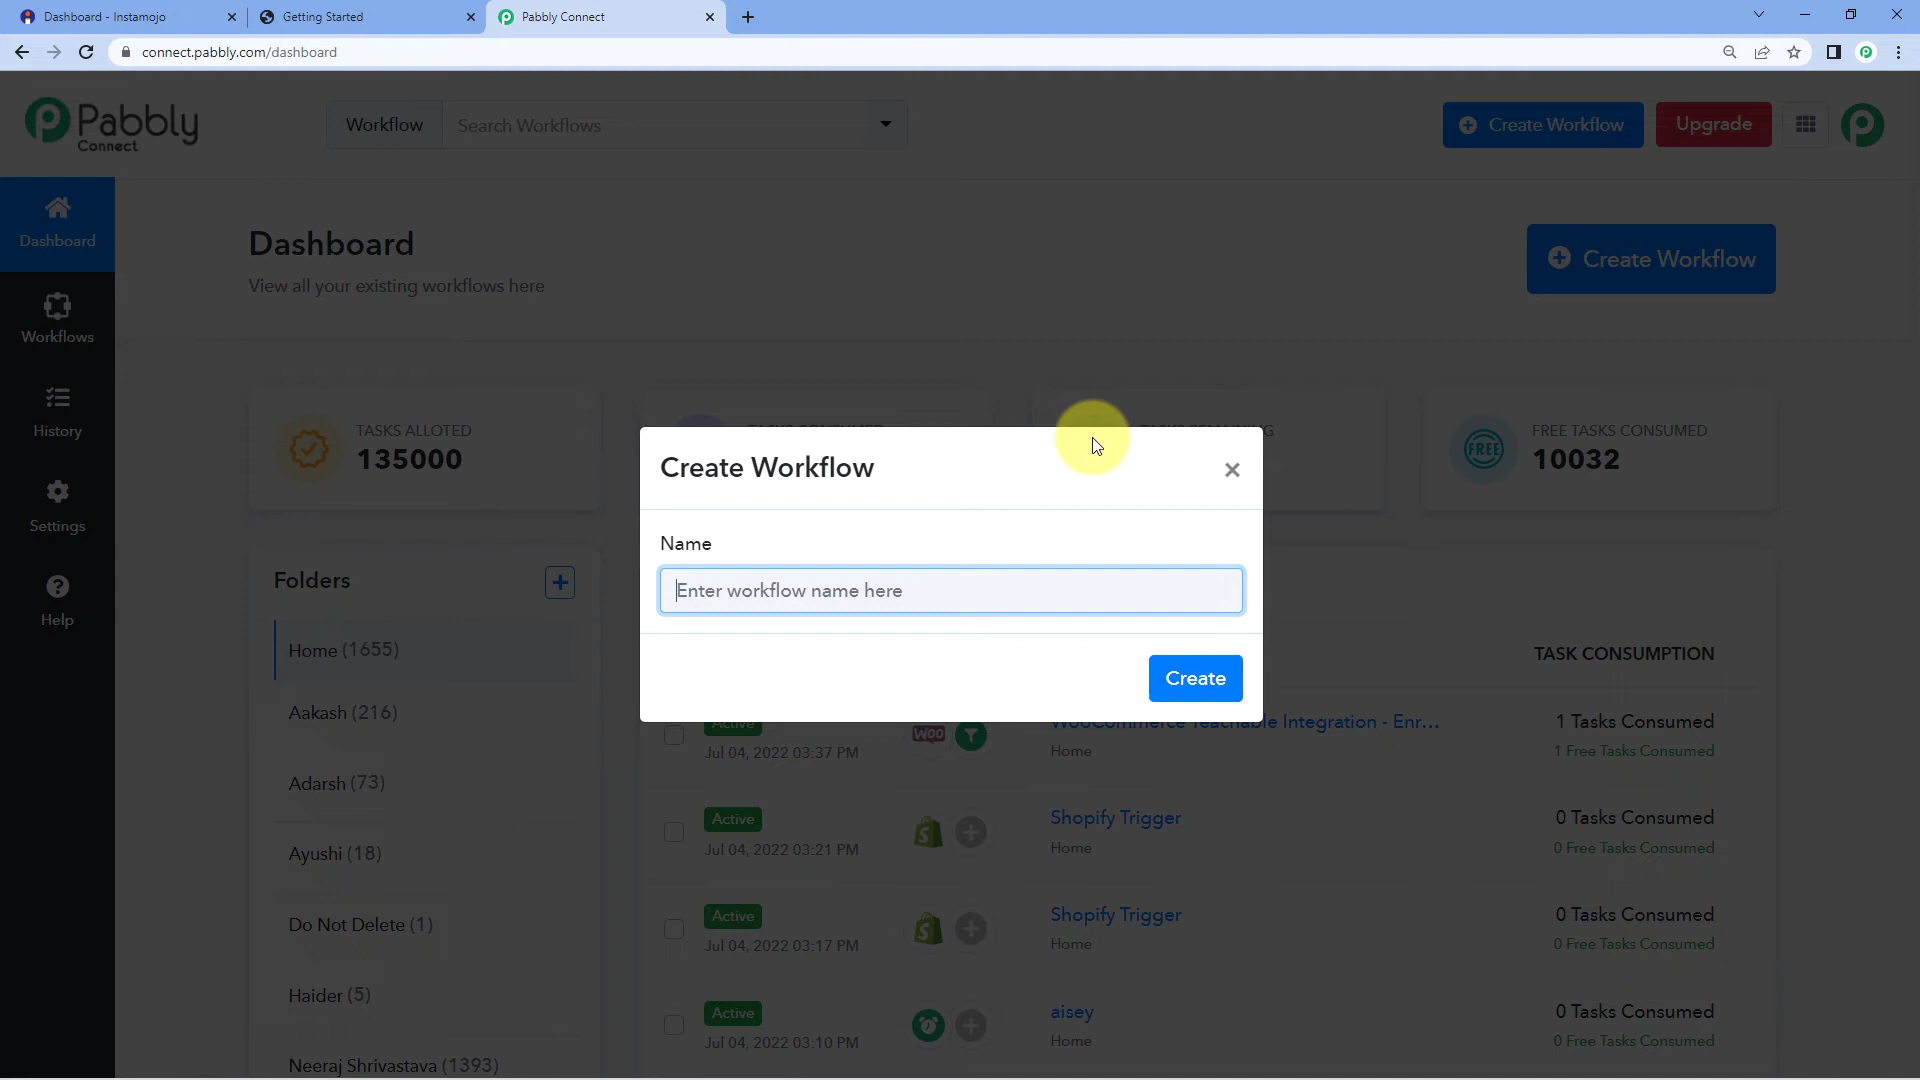 Dashboard - Instamojo
Getting Started
Pabbly Connect
connect.pabbly.com/dashboard
Pabbly
Connect
Workflow
Search Workflows
Create Workflow
Upgrade
Dashboard
Workflows
History
Settings
Help
Dashboard
View all your existing workflows here
Create Workflow
TASKS ALLOTED
135000
FREE TASKS CONSUMED
10032
Create Workflow
×
Name
Enter workflow name here
Create
Folders
Home (1655)
Aakash (216)
Adarsh (73)
Ayushi (18)
Do Not Delete (1)
Haider (5)
Neeraj Shrivastava (1393)
TASK CONSUMPTION
Active
Jul 04, 2022 03:37 PM
Woo
WooCommerce Teachable Integration - Enr...
Home
1 Tasks Consumed
1 Free Tasks Consumed
Active
Jul 04, 2022 03:21 PM
Shopify Trigger
Home
0 Tasks Consumed
0 Free Tasks Consumed
Active
Jul 04, 2022 03:17 PM
Shopify Trigger
Home
0 Tasks Consumed
0 Free Tasks Consumed
Active
Jul 04, 2022 03:10 PM
aisey
Home
0 Tasks Consumed
0 Free Tasks Consumed